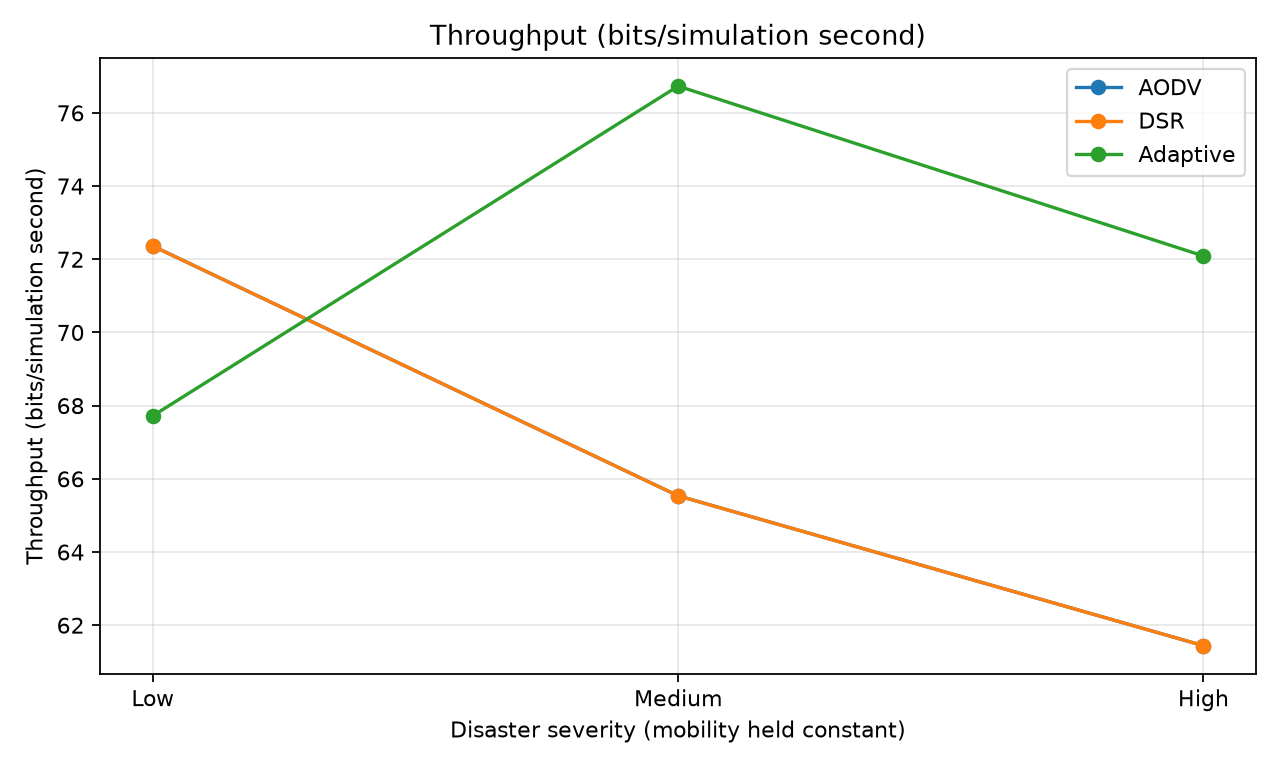 Throughput (bits/simulation second)
AODV
DSR
Adaptive
Throughput (bits/simulation second)
76
74
72
70
68
66
64
62
Low Medium High
Disaster severity (mobility held constant)